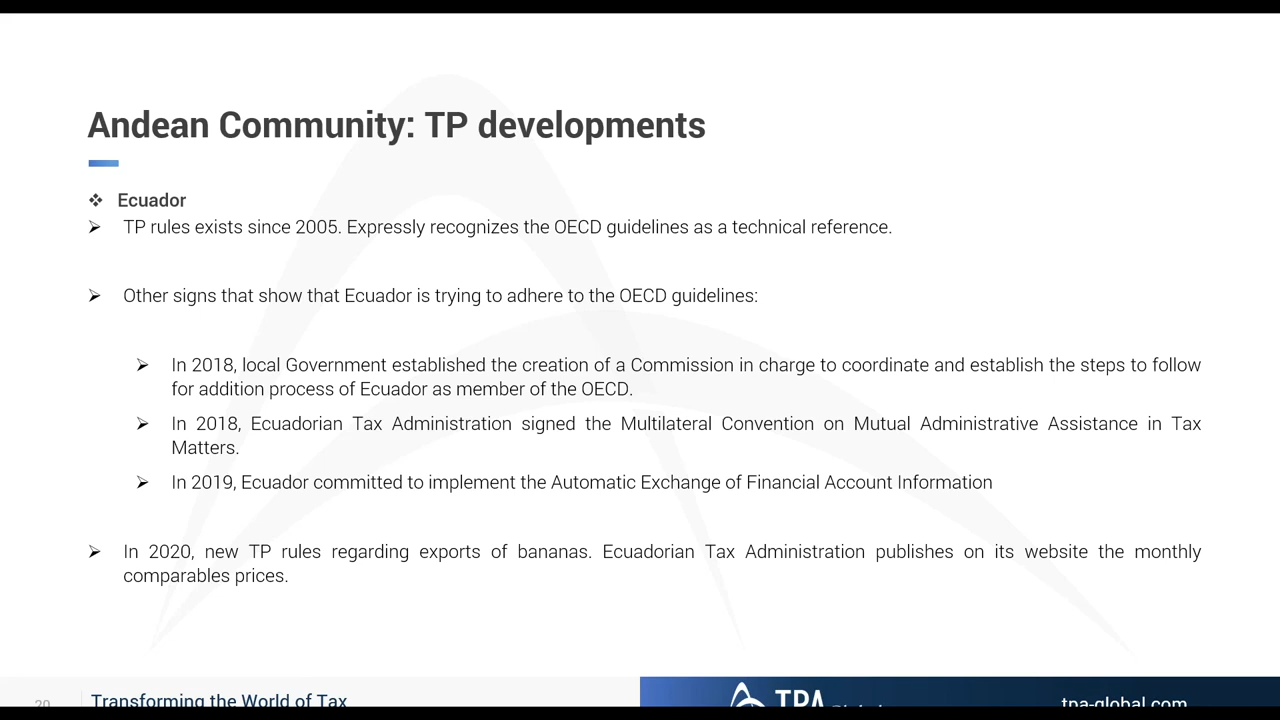 Andean Community: TP developments
❖ Ecuador
➢ TP rules exists since 2005. Expressly recognizes the OECD guidelines as a technical reference.
➢ Other signs that show that Ecuador is trying to adhere to the OECD guidelines:
➢ In 2018, local Government established the creation of a Commission in charge to coordinate and establish the steps to follow
for addition process of Ecuador as member of the OECD.
➢ In 2018, Ecuadorian Tax Administration signed the Multilateral Convention on Mutual Administrative Assistance in Tax
Matters.
➢ In 2019, Ecuador committed to implement the Automatic Exchange of Financial Account Information
➢ In 2020, new TP rules regarding exports of bananas. Ecuadorian Tax Administration publishes on its website the monthly
comparables prices.
20
Transforming the World of Tax
TPA
tpa-global.com